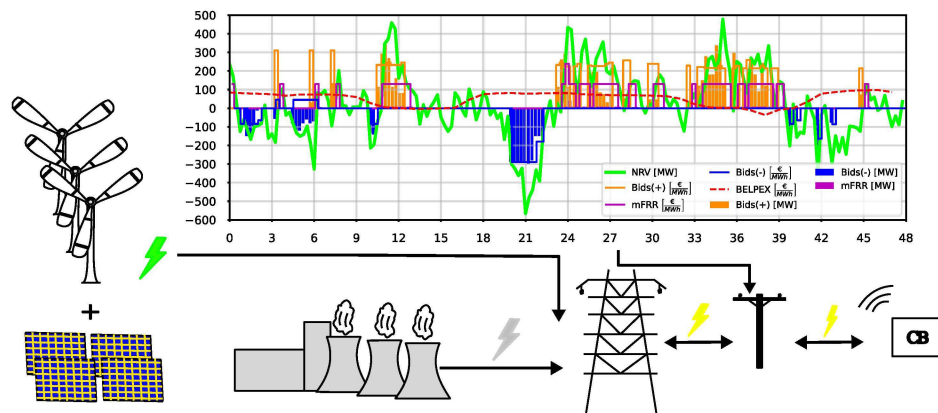 500
400
300
200
100
0
−100
−200
−300
−400
−500
−600
0 3 6 9 12 15 18 21 24 27 30 33 36 39 42 45 48
NRV [MW]
Bids(+) [€/MWh]
mFRR [€/MWh]
Bids(-) [€/MWh]
BELPEX [€/MWh]
Bids(+) [MW]
Bids(-) [MW]
mFRR [MW]
+
CB